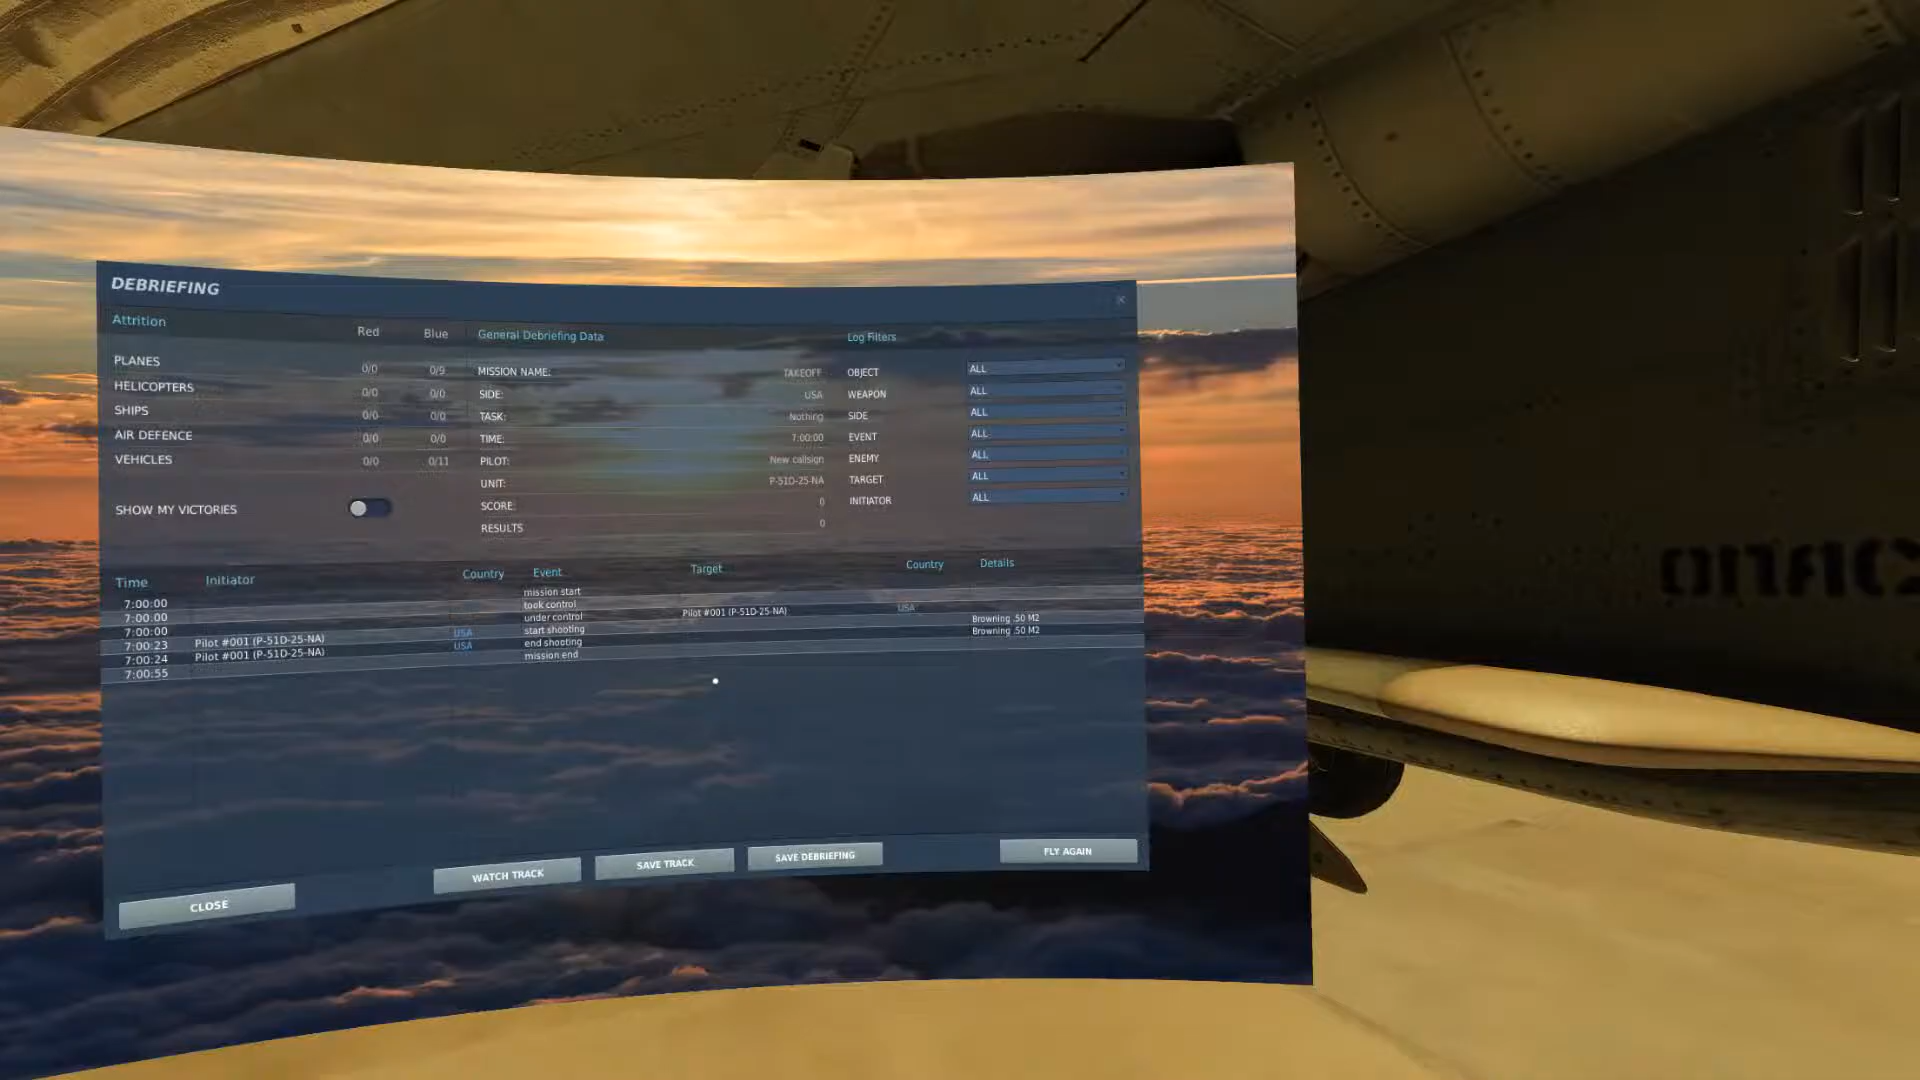 DEBRIEFING
Attrition Red Blue
PLANES 0/0 0/9
HELICOPTERS 0/0 0/0
SHIPS 0/0 0/0
AIR DEFENCE 0/0 0/0
VEHICLES 0/0 0/11
SHOW MY VICTORIES
General Debriefing Data
MISSION NAME: TAKEOFF
SIDE: USA
TASK: Nothing
TIME: 7:00:00
PILOT: New callsign
UNIT: P-51D-25-NA
SCORE: 0
RESULTS 0
Log Filters
OBJECT ALL
WEAPON ALL
SIDE ALL
EVENT ALL
ENEMY ALL
TARGET ALL
INITIATOR ALL
Time Initiator Country Event Target Country Details
7:00:00 mission start
7:00:00 took control
7:00:00 under control Pilot #001 (P-51D-25-NA) USA
7:00:23 Pilot #001 (P-51D-25-NA) USA start shooting Browning .50 M2
7:00:24 Pilot #001 (P-51D-25-NA) USA end shooting Browning .50 M2
7:00:55 mission end
CLOSE
WATCH TRACK
SAVE TRACK
SAVE DEBRIEFING
FLY AGAIN